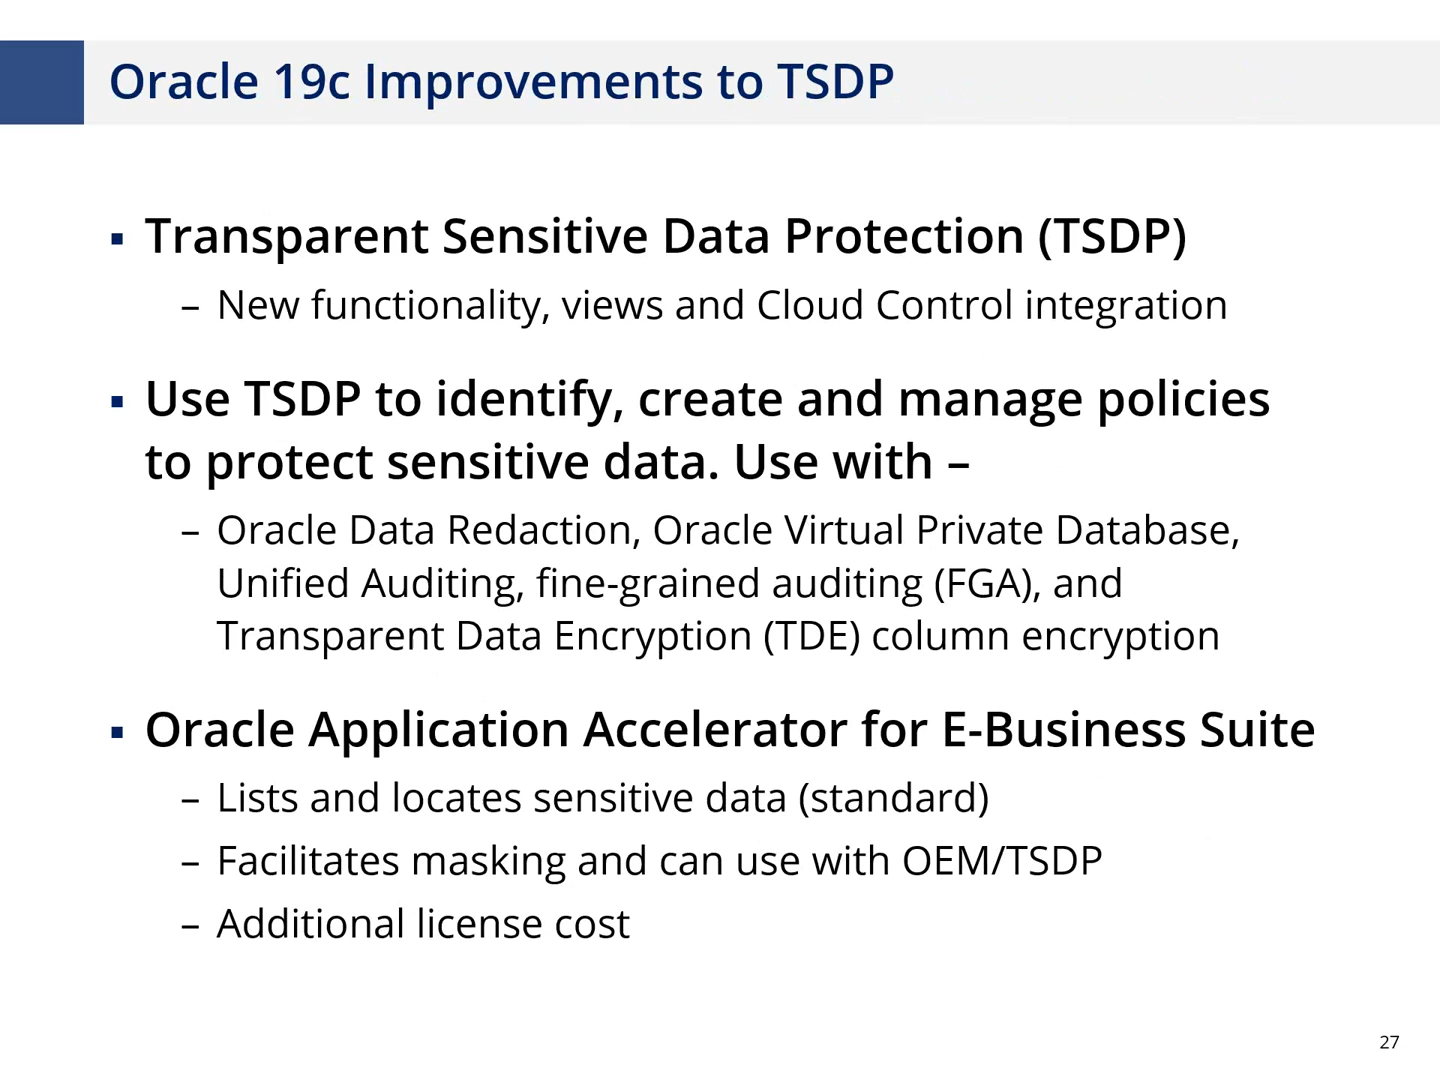 Oracle 19c Improvements to TSDP
▪ Transparent Sensitive Data Protection (TSDP)
– New functionality, views and Cloud Control integration
▪ Use TSDP to identify, create and manage policies
to protect sensitive data. Use with –
– Oracle Data Redaction, Oracle Virtual Private Database,
Unified Auditing, fine-grained auditing (FGA), and
Transparent Data Encryption (TDE) column encryption
▪ Oracle Application Accelerator for E-Business Suite
– Lists and locates sensitive data (standard)
– Facilitates masking and can use with OEM/TSDP
– Additional license cost
27